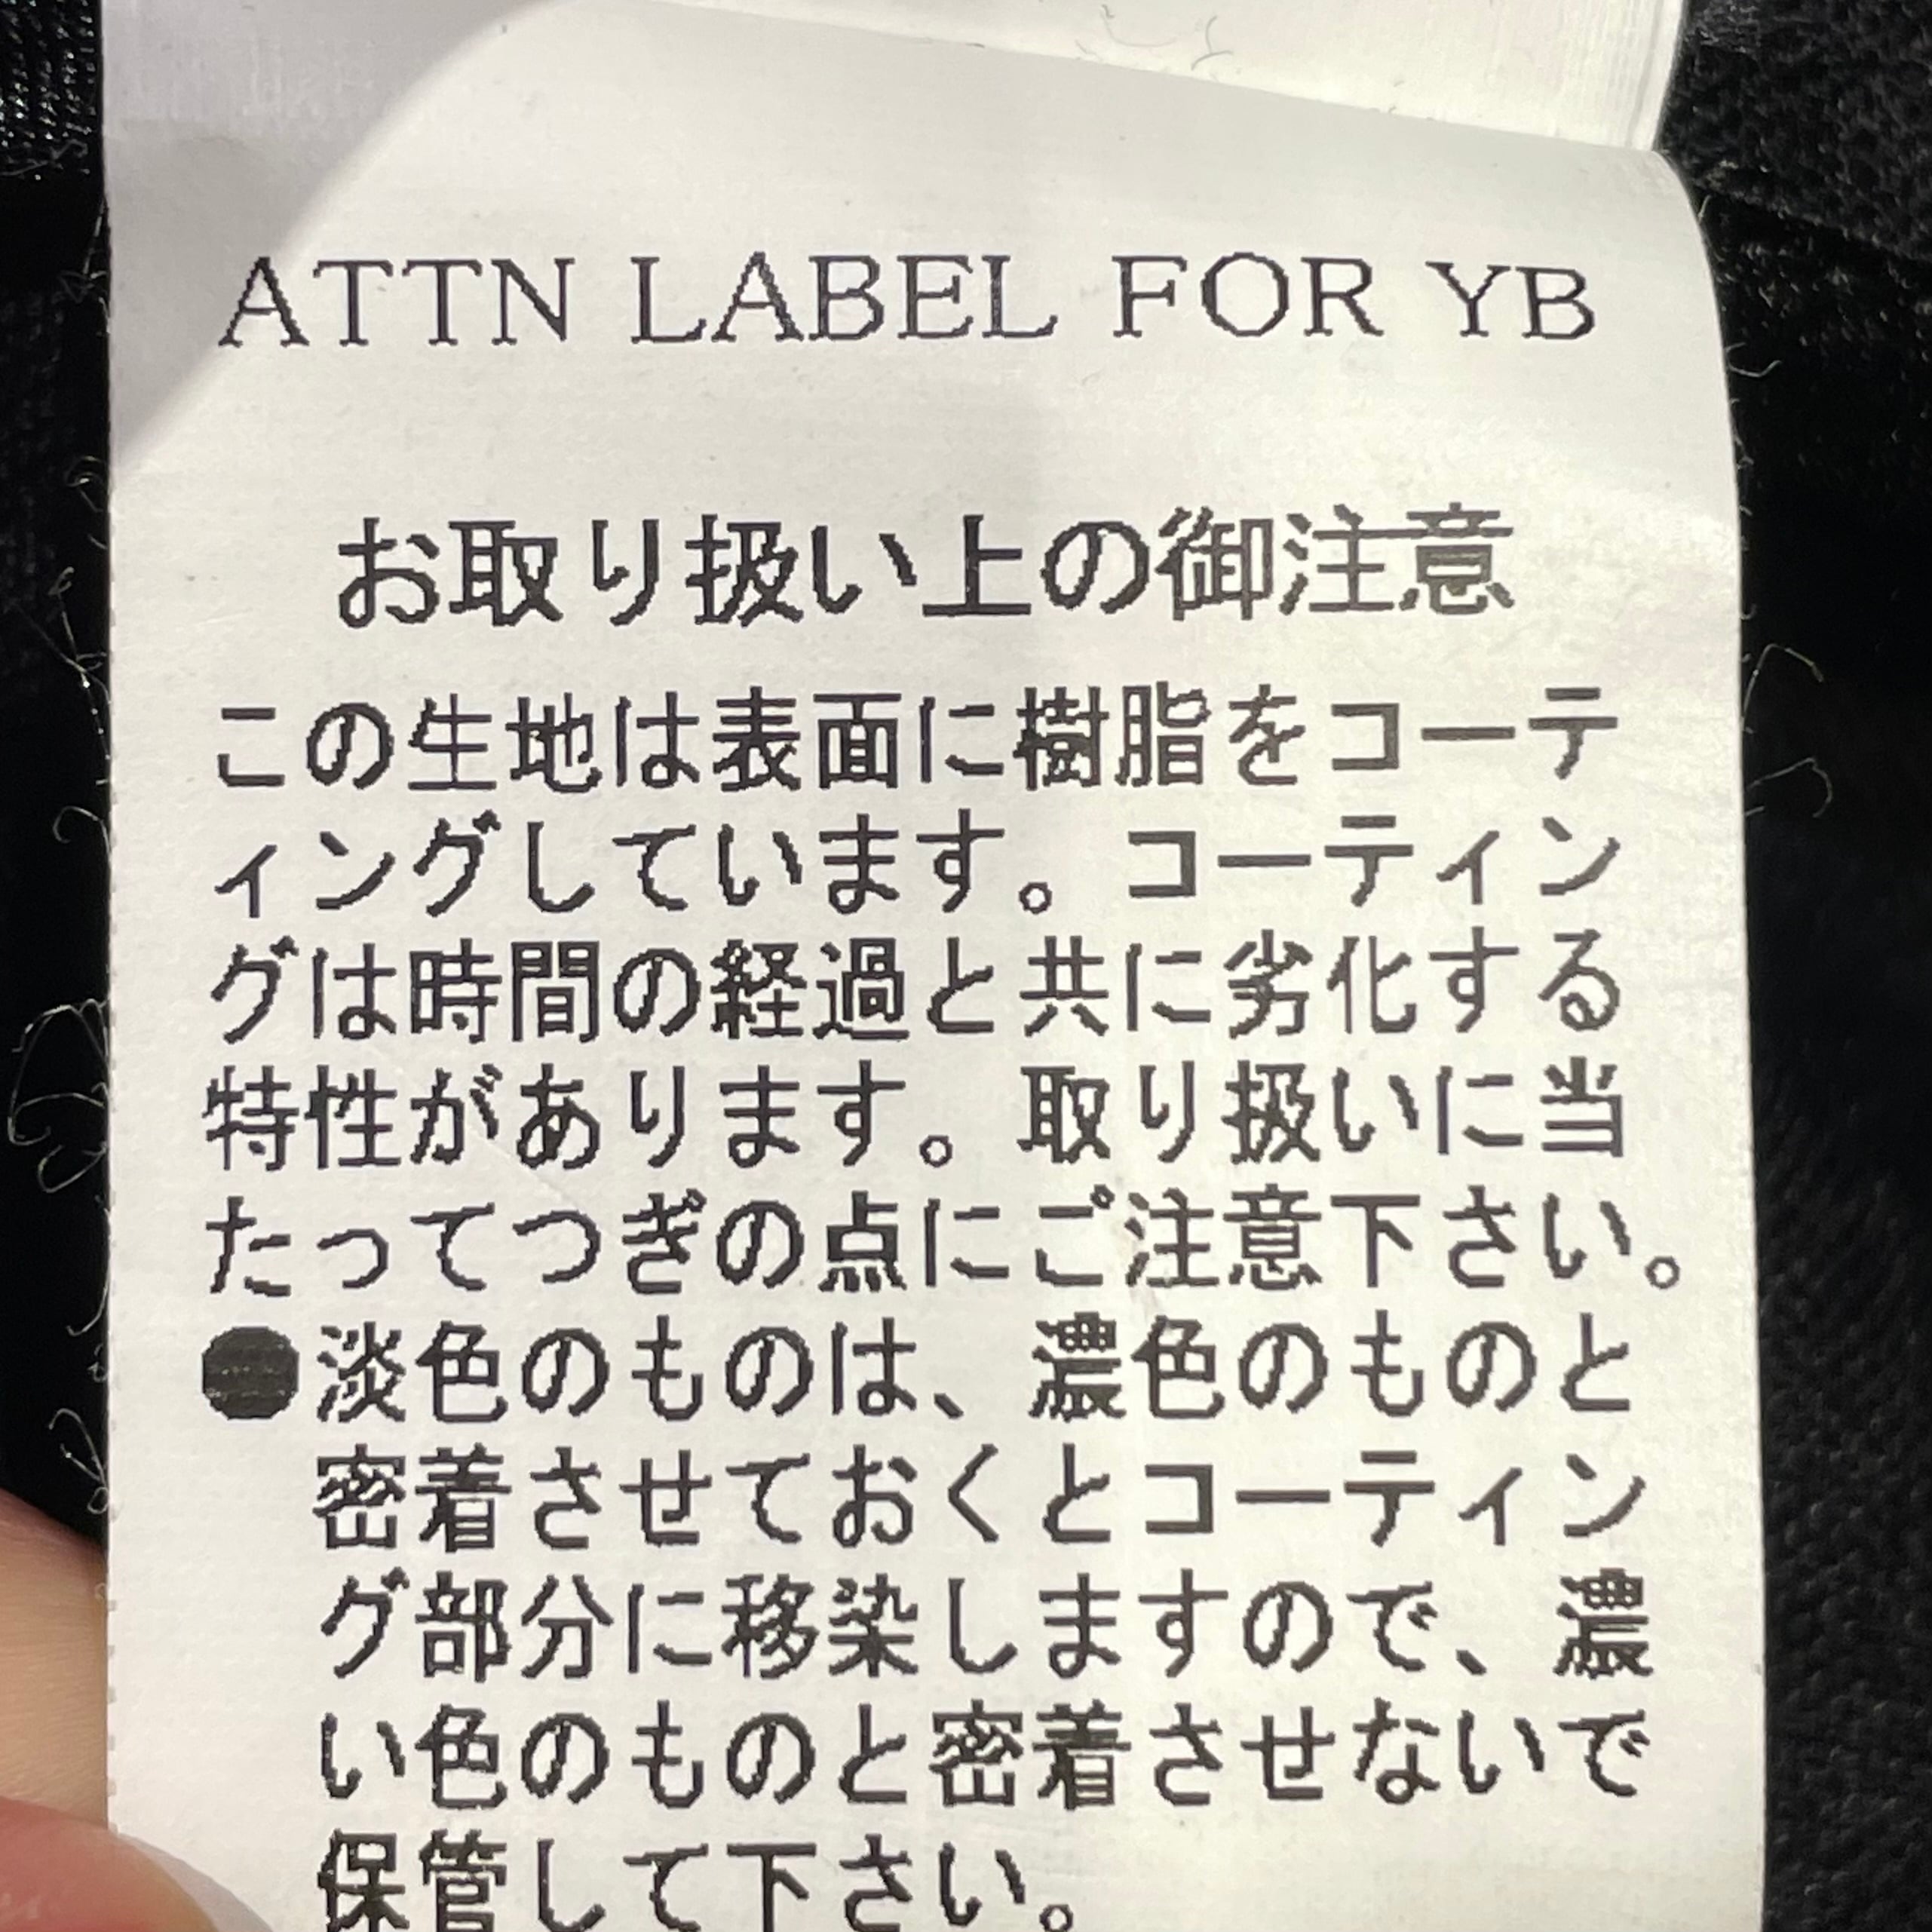 ATTN LABEL FOR YB
お取り扱い上の御注意
この生地は表面に樹脂をコーテ
ィングしています。コーティン
グは時間の経過と共に劣化する
特性があります。取り扱いに当
たってつぎの点にご注意下さい。
●淡色のものは、濃色のものと
密着させておくとコーティン
グ部分に移染しますので、濃
い色のものと密着させないで
保管して下さい。